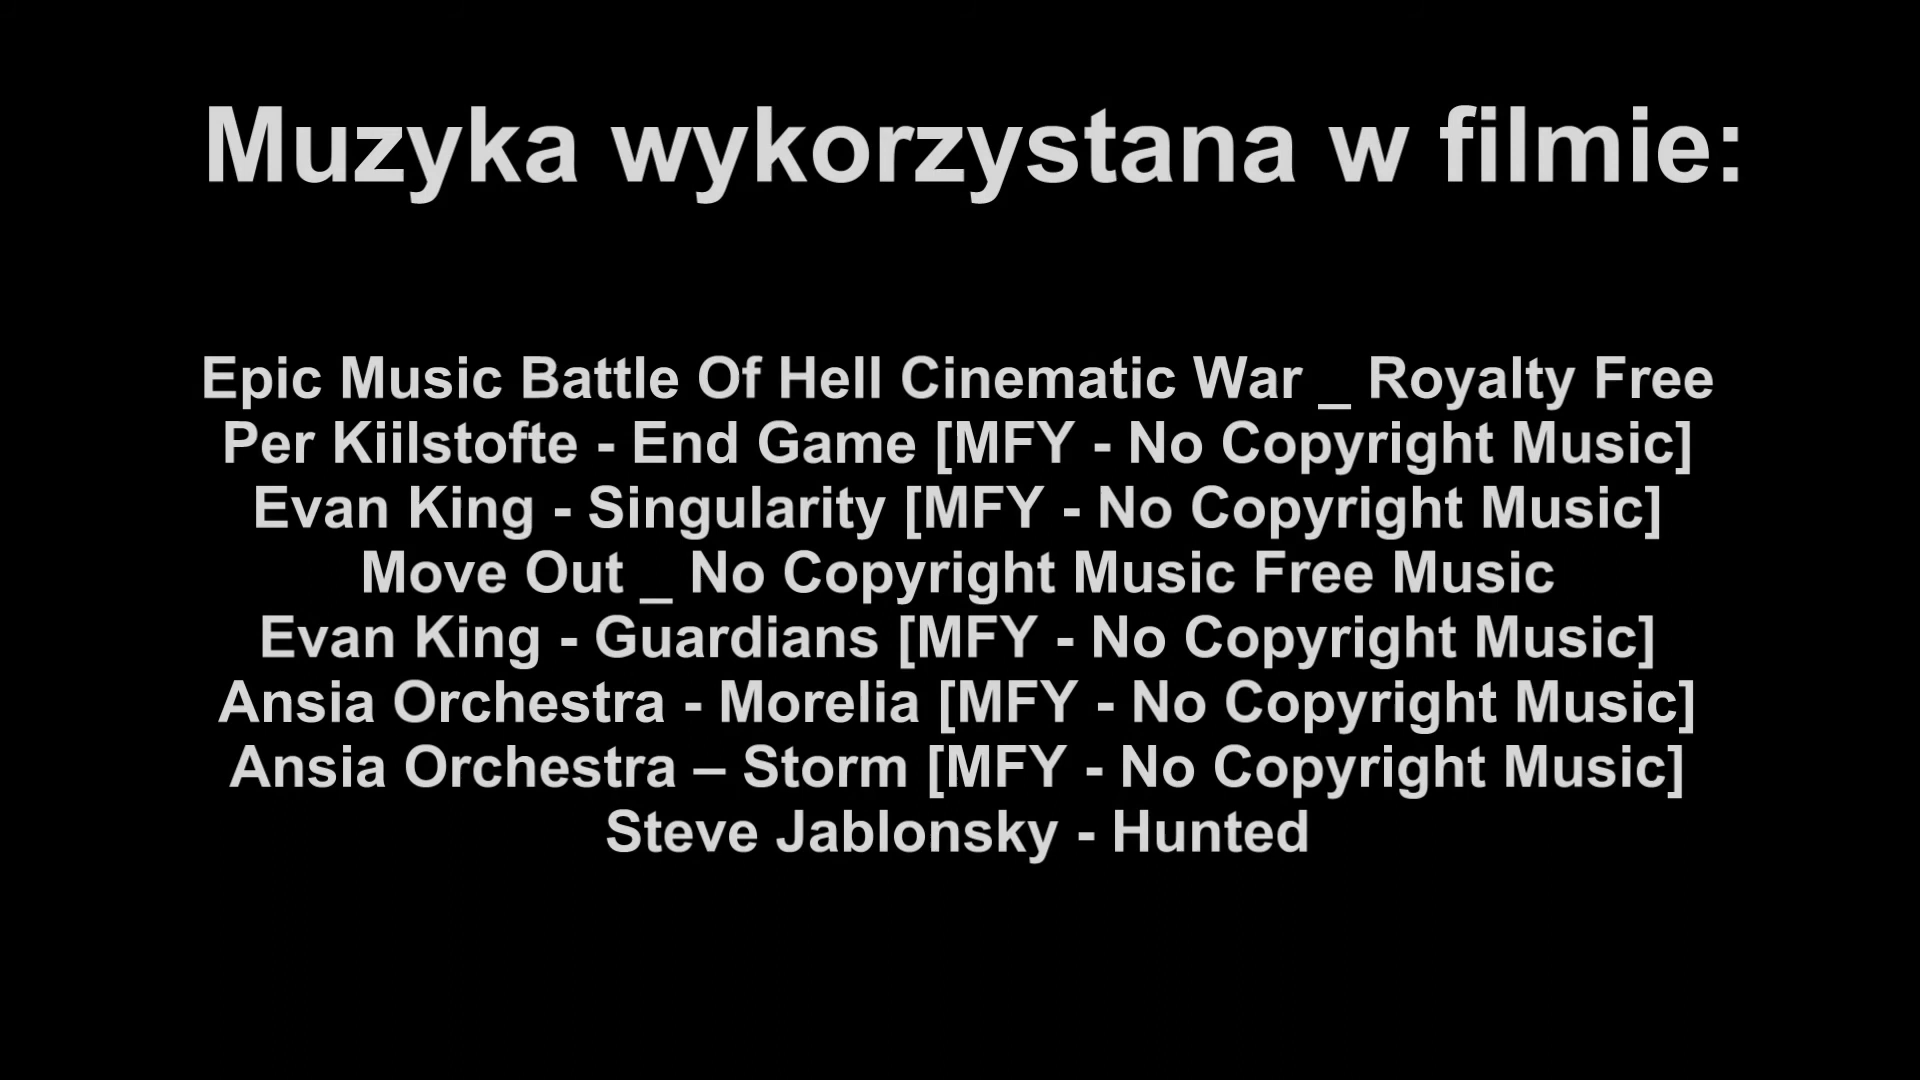 Muzyka wykorzystana w filmie:
Epic Music Battle Of Hell Cinematic War _ Royalty Free
Per Kiilstofte - End Game [MFY - No Copyright Music]
Evan King - Singularity [MFY - No Copyright Music]
Move Out _ No Copyright Music Free Music
Evan King - Guardians [MFY - No Copyright Music]
Ansia Orchestra - Morelia [MFY - No Copyright Music]
Ansia Orchestra – Storm [MFY - No Copyright Music]
Steve Jablonsky - Hunted